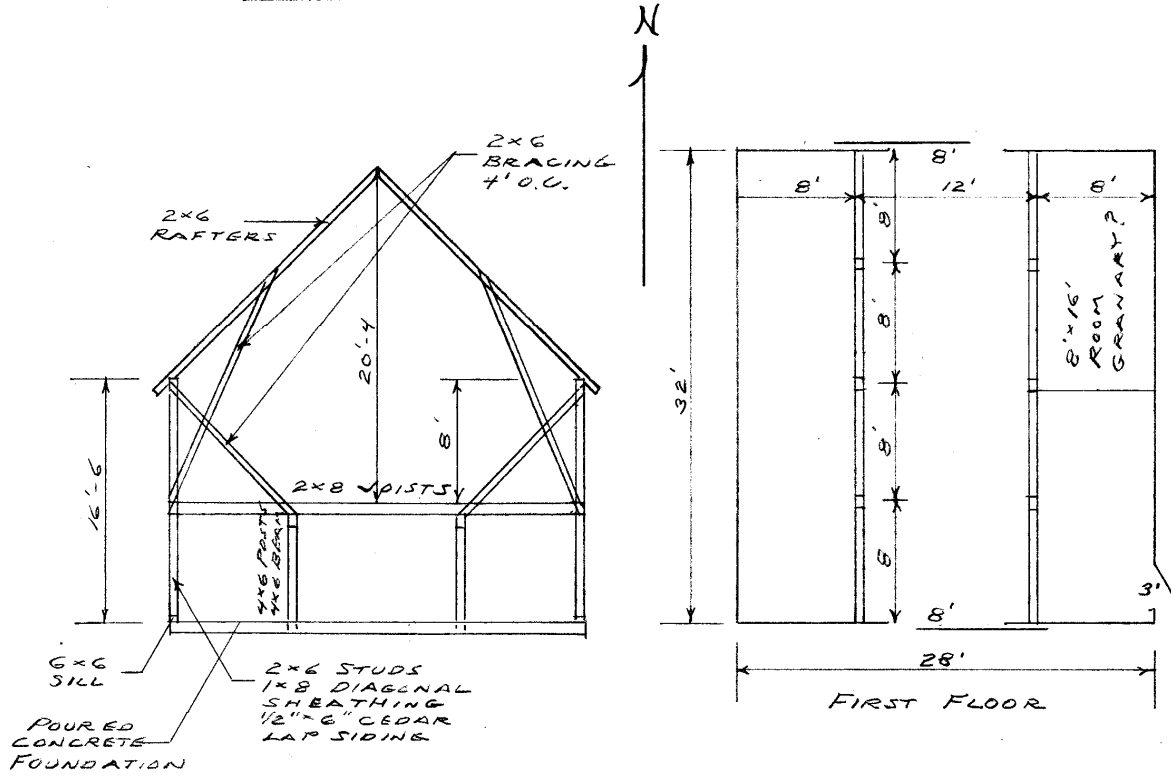 N
2×6
BRACING
4' O.C.
2×6
RAFTERS
20'-4
8'
16'-6
2×8 JOISTS
4×6 POSTS
4×6 BEAM
6×6
SILL
2×6 STUDS
1×8 DIAGONAL
SHEATHING
1/2"×6" CEDAR
LAP SIDING
POURED
CONCRETE
FOUNDATION
8'
8'
12'
8'
8'
8'
8'
8
32'
8'×16'
ROOM
GRANARY?
3'
8'
28'
FIRST FLOOR